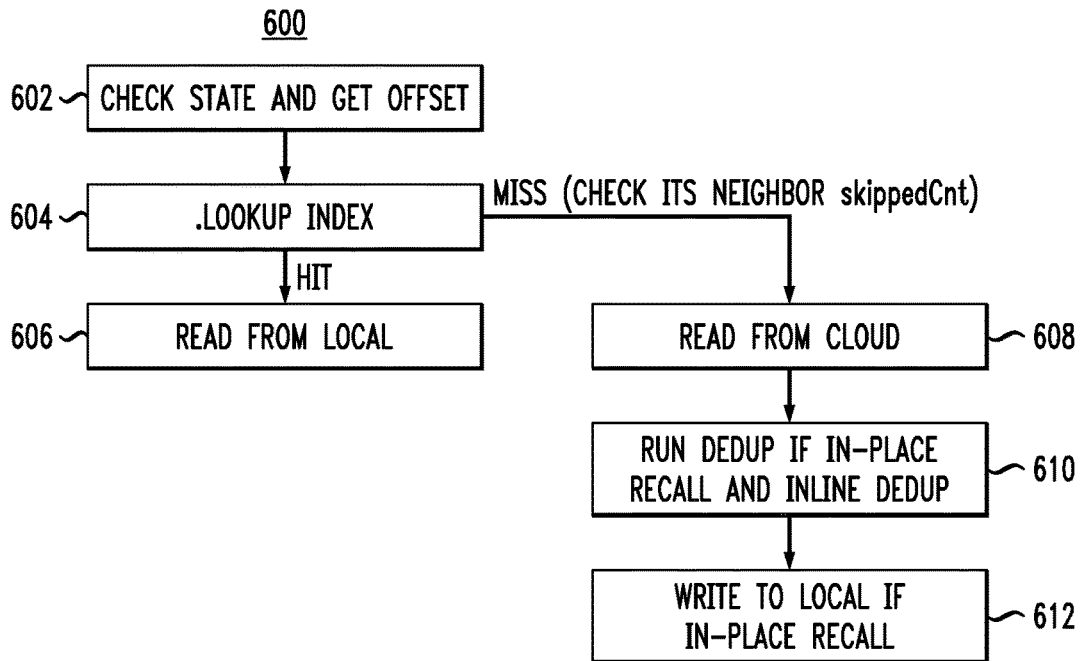 600
602
CHECK STATE AND GET OFFSET
604
.LOOKUP INDEX
MISS (CHECK ITS NEIGHBOR skippedCnt)
HIT
606
READ FROM LOCAL
READ FROM CLOUD
608
RUN DEDUP IF IN-PLACE
RECALL AND INLINE DEDUP
610
WRITE TO LOCAL IF
IN-PLACE RECALL
612